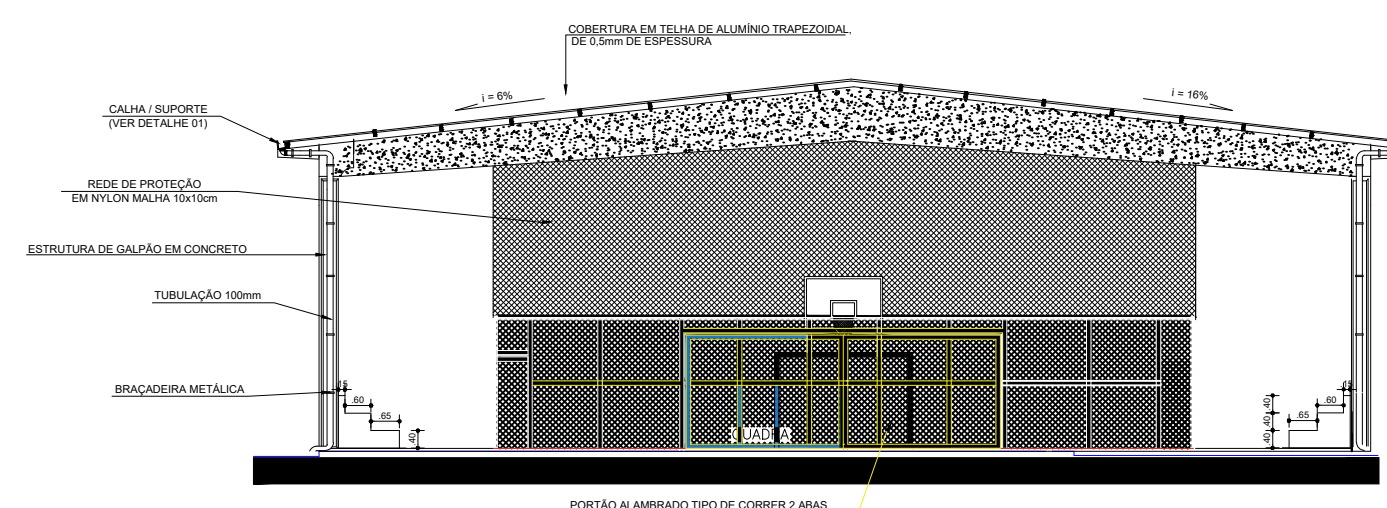 COBERTURA EM TELHA DE ALUMÍNIO TRAPEZOIDAL,
DE 0,5mm DE ESPESSURA
i = 6%
i = 16%
CALHA / SUPORTE
(VER DETALHE 01)
REDE DE PROTEÇÃO
EM NYLON MALHA 10x10cm
ESTRUTURA DE GALPÃO EM CONCRETO
TUBULAÇÃO 100mm
BRAÇADEIRA METÁLICA
.15
.60
.65
.40
.15
.60
.65
.40
.40
.40
QUADRA
PORTÃO ALAMBRADO TIPO DE CORRER 2 ABAS